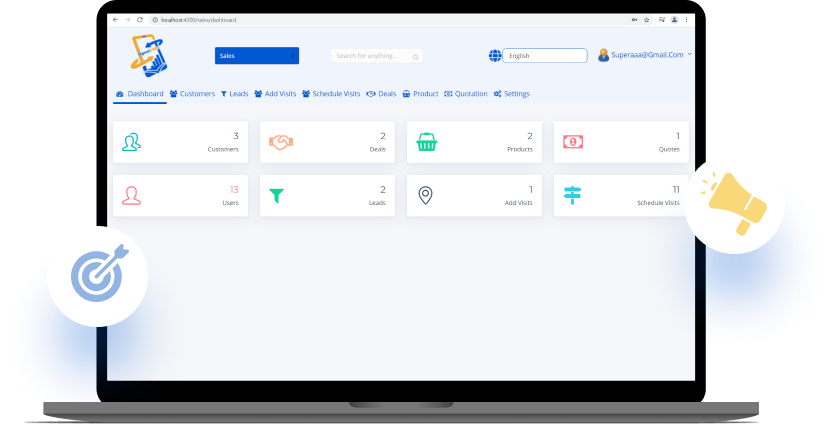 localhost:4200/sales/dashboard
Sales
Search for anything...
English
Superaaa@Gmail.Com
Dashboard Customers Leads Add Visits Schedule Visits Deals Product Quotation Settings
3
Customers
2
Deals
2
Products
1
Quotes
13
Users
2
Leads
1
Add Visits
11
Schedule Visits